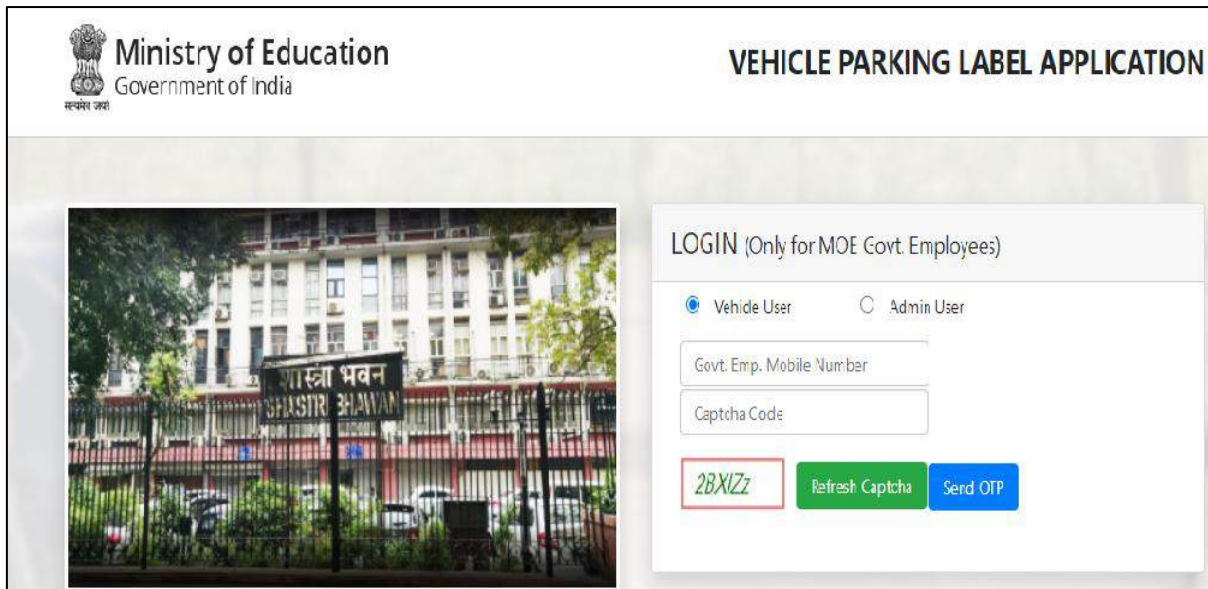 Ministry of Education
Government of India
सत्यमेव जयते
VEHICLE PARKING LABEL APPLICATION
शास्त्री भवन
SHASTRI BHAWAN
LOGIN (Only for MOE Govt. Employees)
Vehicle User
Admin User
Govt. Emp. Mobile Number
Captcha Code
2BXIZz
Refresh Captcha
Send OTP